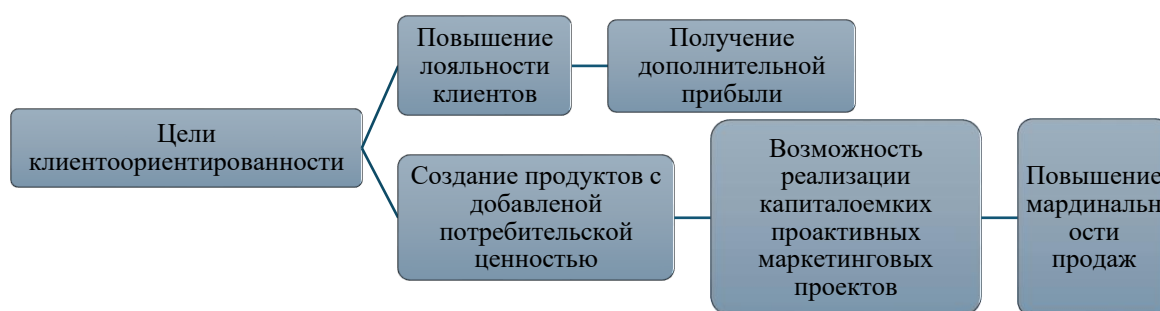 Цели
клиентоориентированности
Повышение
лояльности
клиентов
Получение
дополнительной
прибыли
Создание продуктов с
добавленой
потребительской
ценностью
Возможность
реализации
капиталоемких
проактивных
маркетинговых
проектов
Повышение
мардинальн
ости
продаж